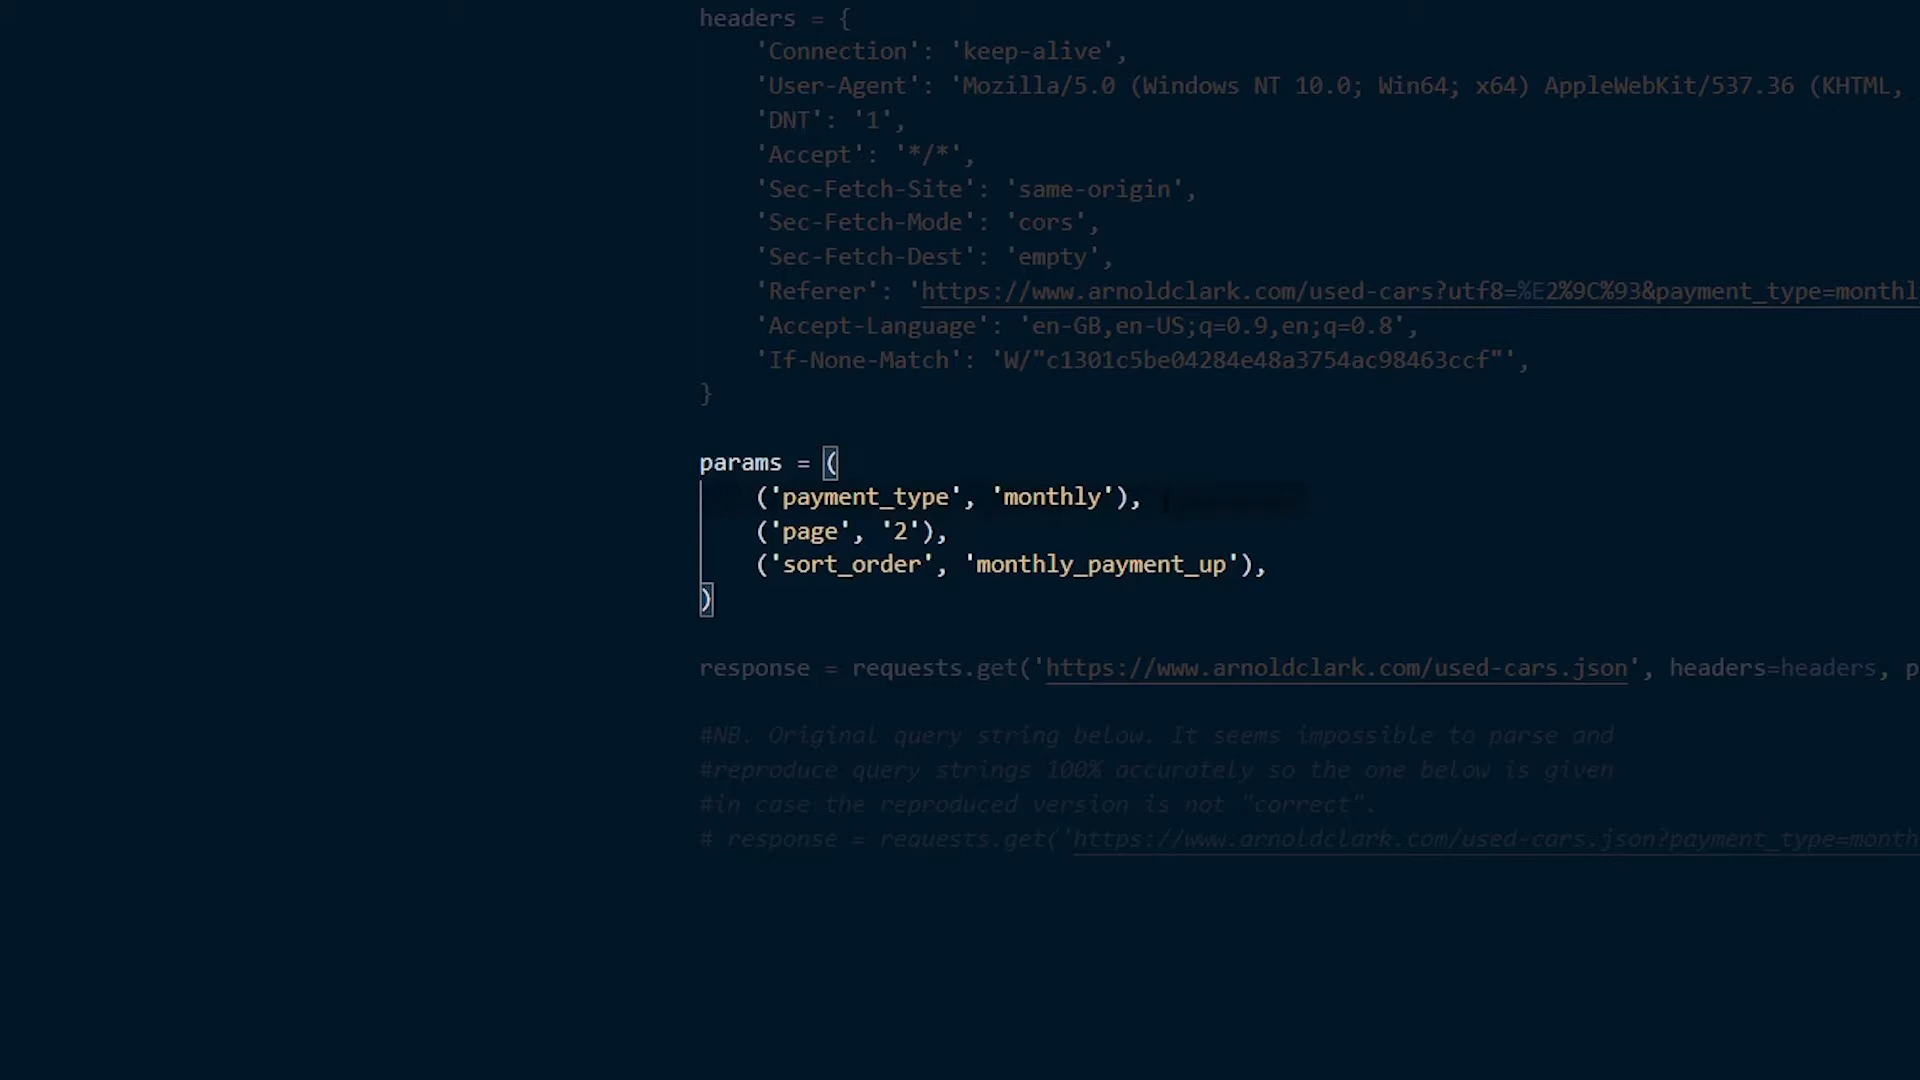 headers = {
'Connection': 'keep-alive',
'User-Agent': 'Mozilla/5.0 (Windows NT 10.0; Win64; x64) AppleWebKit/537.36 (KHTML,
'DNT': '1',
'Accept': '*/*',
'Sec-Fetch-Site': 'same-origin',
'Sec-Fetch-Mode': 'cors',
'Sec-Fetch-Dest': 'empty',
'Referer': 'https://www.arnoldclark.com/used-cars?utf8=%E2%9C%93&payment_type=monthl
'Accept-Language': 'en-GB,en-US;q=0.9,en;q=0.8',
'If-None-Match': 'W/"c1301c5be04284e48a3754ac98463ccf"',
}
params = (
('payment_type', 'monthly'),
('page', '2'),
('sort_order', 'monthly_payment_up'),
)
response = requests.get('https://www.arnoldclark.com/used-cars.json', headers=headers, p
#NB. Original query string below. It seems impossible to parse and
#reproduce query strings 100% accurately so the one below is given
#in case the reproduced version is not "correct".
# response = requests.get('https://www.arnoldclark.com/used-cars.json?payment_type=month